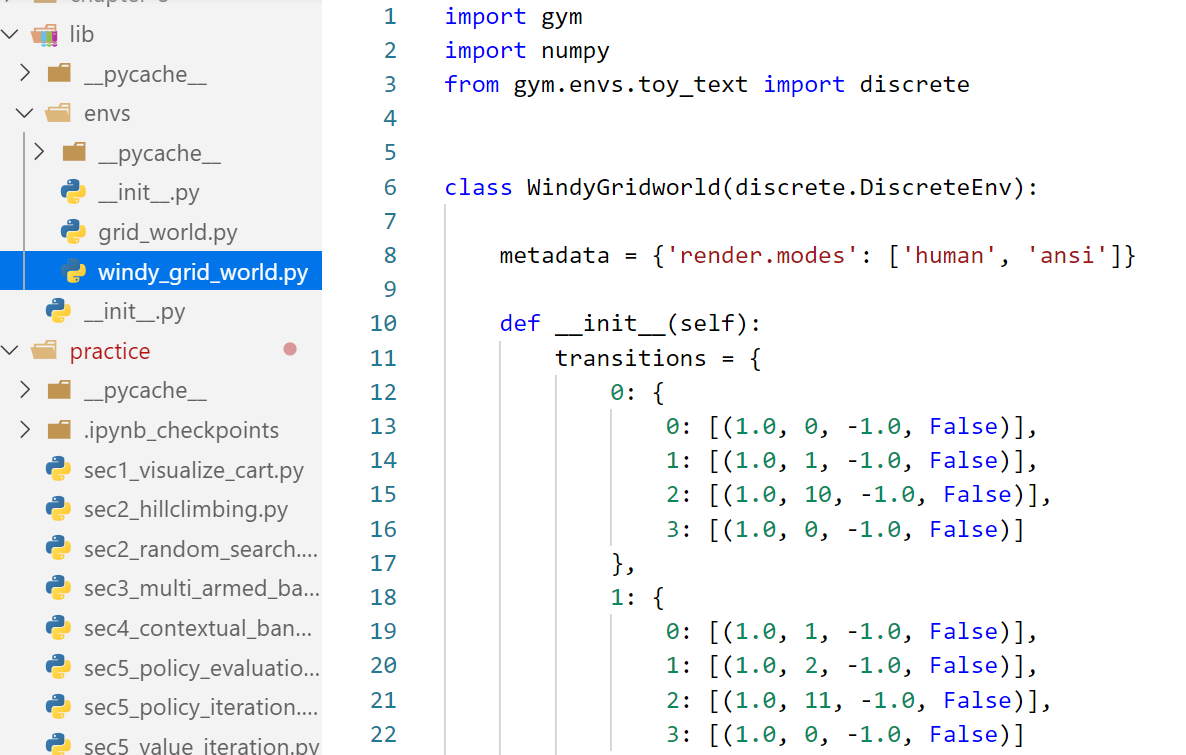 lib
__pycache__
envs
__pycache__
__init__.py
grid_world.py
windy_grid_world.py
__init__.py
practice
__pycache__
.ipynb_checkpoints
sec1_visualize_cart.py
sec2_hillclimbing.py
sec2_random_search....
sec3_multi_armed_ba...
sec4_contextual_ban...
sec5_policy_evaluatio...
sec5_policy_iteration....
sec5_value_iteration.py
1 import gym
2 import numpy
3 from gym.envs.toy_text import discrete
4
5
6 class WindyGridworld(discrete.DiscreteEnv):
7
8     metadata = {'render.modes': ['human', 'ansi']}
9
10     def __init__(self):
11         transitions = {
12             0: {
13                 0: [(1.0, 0, -1.0, False)],
14                 1: [(1.0, 1, -1.0, False)],
15                 2: [(1.0, 10, -1.0, False)],
16                 3: [(1.0, 0, -1.0, False)]
17             },
18             1: {
19                 0: [(1.0, 1, -1.0, False)],
20                 1: [(1.0, 2, -1.0, False)],
21                 2: [(1.0, 11, -1.0, False)],
22                 3: [(1.0, 0, -1.0, False)]